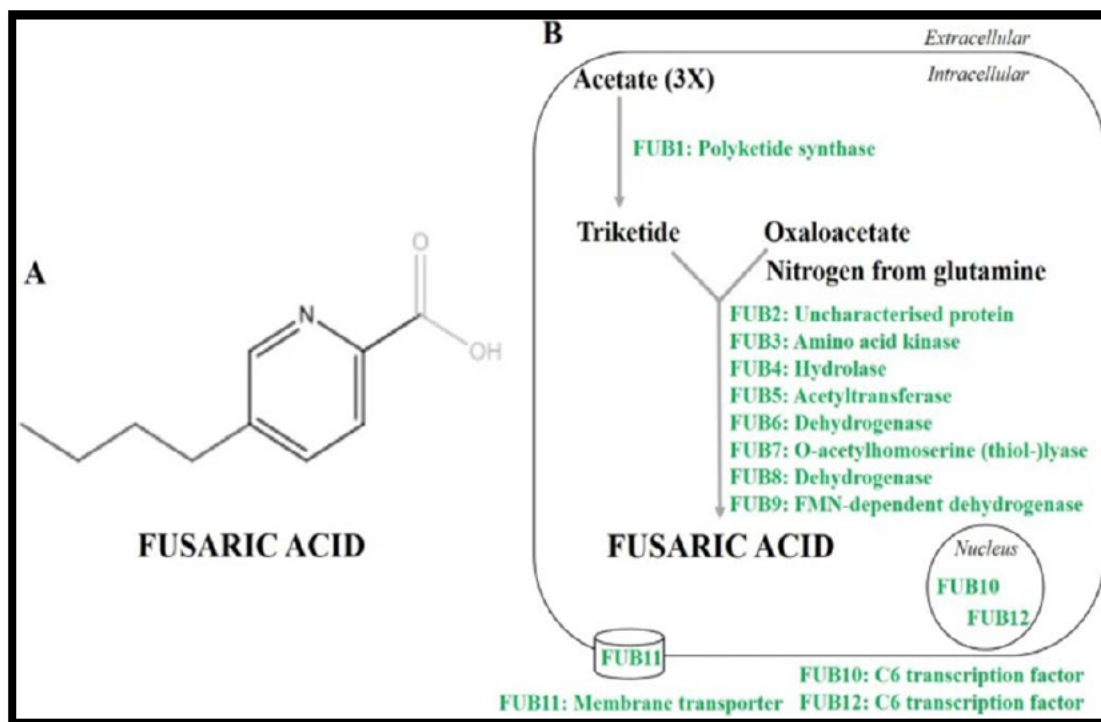 A
O
N
OH
FUSARIC ACID
B
Extracellular
Intracellular
Acetate (3X)
FUB1: Polyketide synthase
Triketide
Oxaloacetate
Nitrogen from glutamine
FUB2: Uncharacterised protein
FUB3: Amino acid kinase
FUB4: Hydrolase
FUB5: Acetyltransferase
FUB6: Dehydrogenase
FUB7: O-acetylhomoserine (thiol-)lyase
FUB8: Dehydrogenase
FUB9: FMN-dependent dehydrogenase
FUSARIC ACID
Nucleus
FUB10
FUB12
FUB11
FUB10: C6 transcription factor
FUB11: Membrane transporter
FUB12: C6 transcription factor